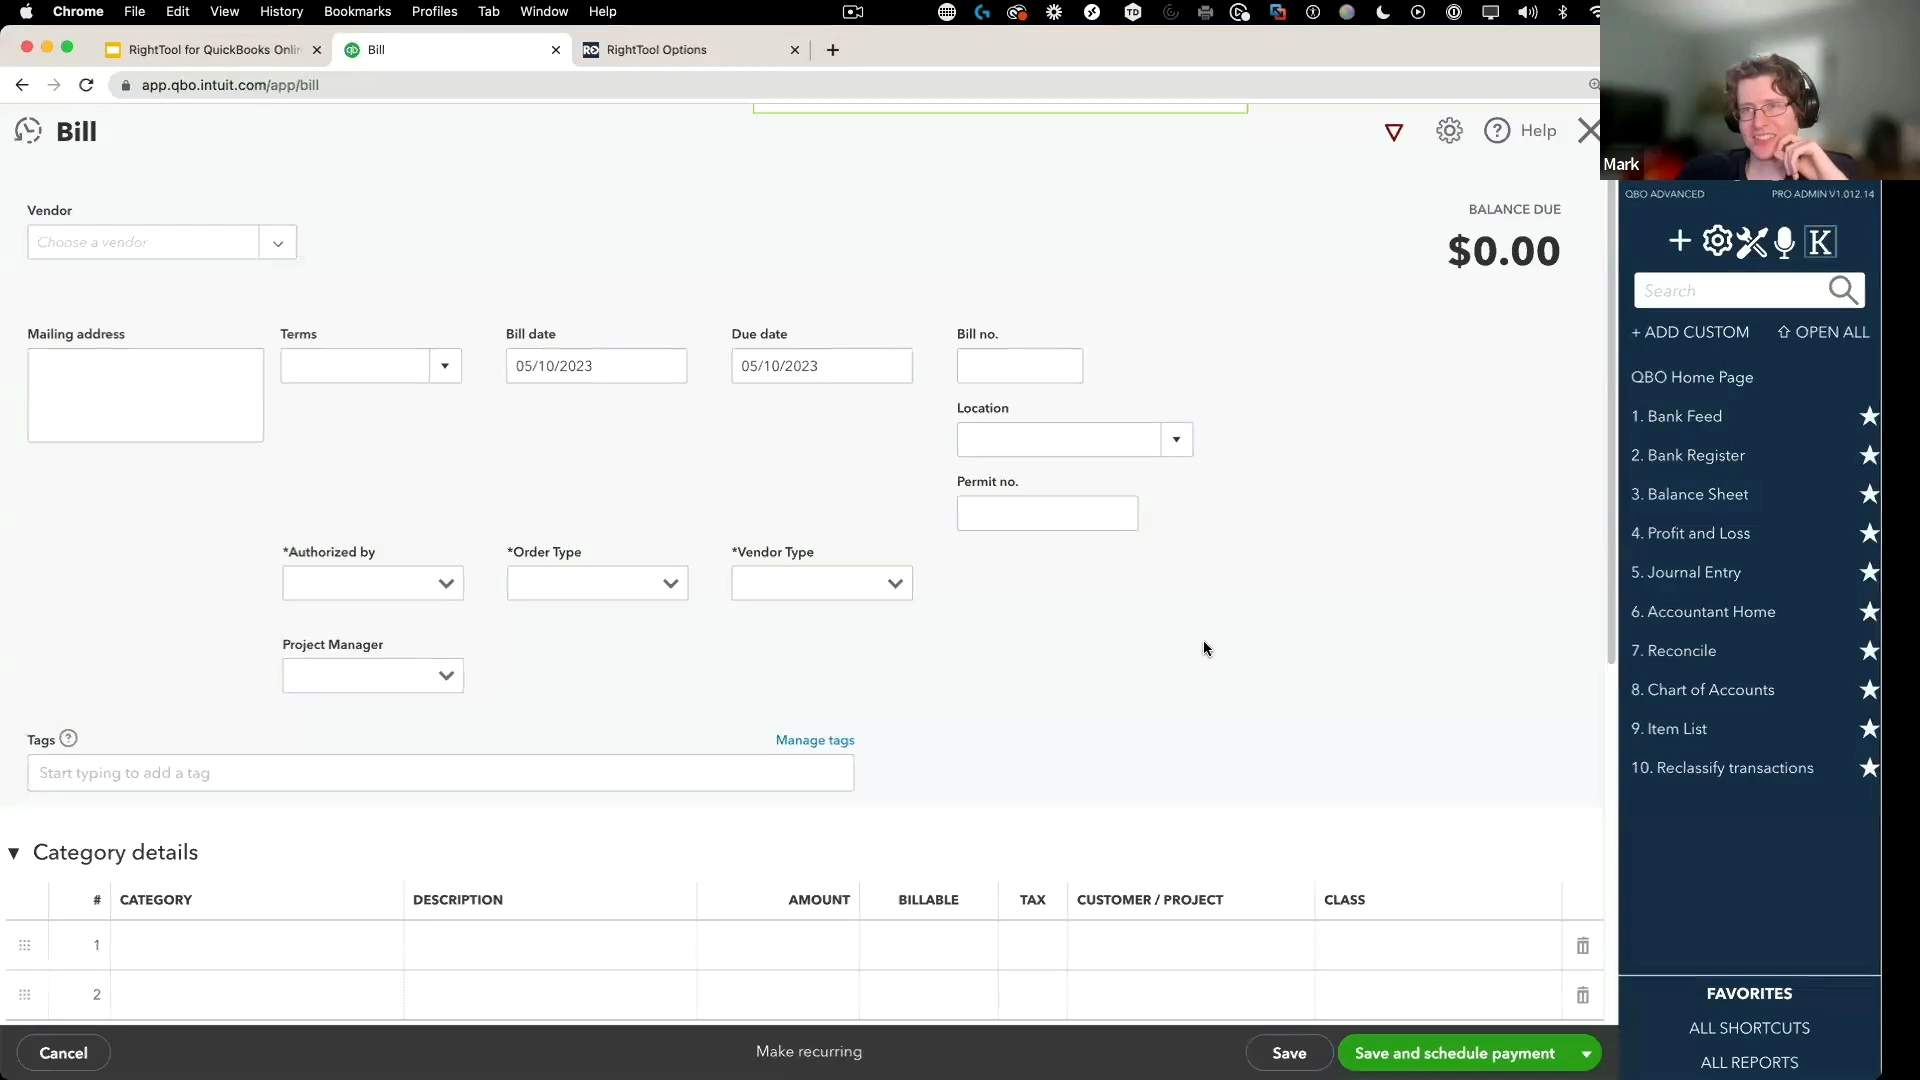 Chrome File Edit View History Bookmarks Profiles Tab Window Help
RightTool for QuickBooks Onli
Bill
RightTool Options
app.qbo.intuit.com/app/bill
Bill
Help
Mark
Vendor
Choose a vendor
BALANCE DUE
$0.00
Mailing address
Terms
Bill date
05/10/2023
Due date
05/10/2023
Bill no.
Location
Permit no.
*Authorized by
*Order Type
*Vendor Type
Project Manager
Tags
Manage tags
Start typing to add a tag
Category details
# CATEGORY DESCRIPTION AMOUNT BILLABLE TAX CUSTOMER / PROJECT CLASS
1
2
Cancel
Make recurring
Save
Save and schedule payment
QBO ADVANCED
PRO ADMIN V1.012.14
K
Search
+ ADD CUSTOM
OPEN ALL
QBO Home Page
1. Bank Feed
2. Bank Register
3. Balance Sheet
4. Profit and Loss
5. Journal Entry
6. Accountant Home
7. Reconcile
8. Chart of Accounts
9. Item List
10. Reclassify transactions
FAVORITES
ALL SHORTCUTS
ALL REPORTS